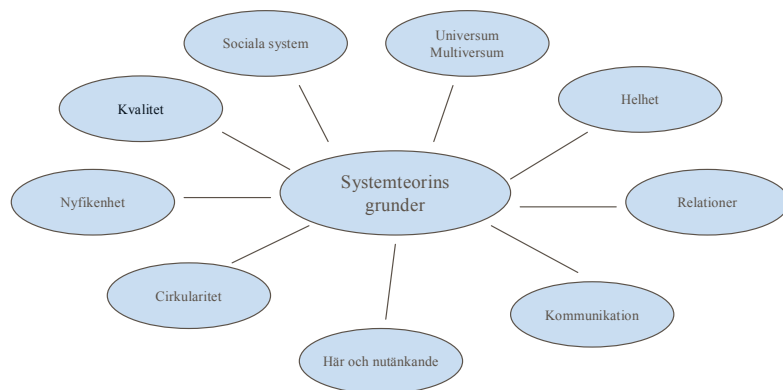 Sociala system
Universum
Multiversum
Kvalitet
Helhet
Systemteorins
grunder
Nyfikenhet
Relationer
Cirkularitet
Kommunikation
Här och nutänkande